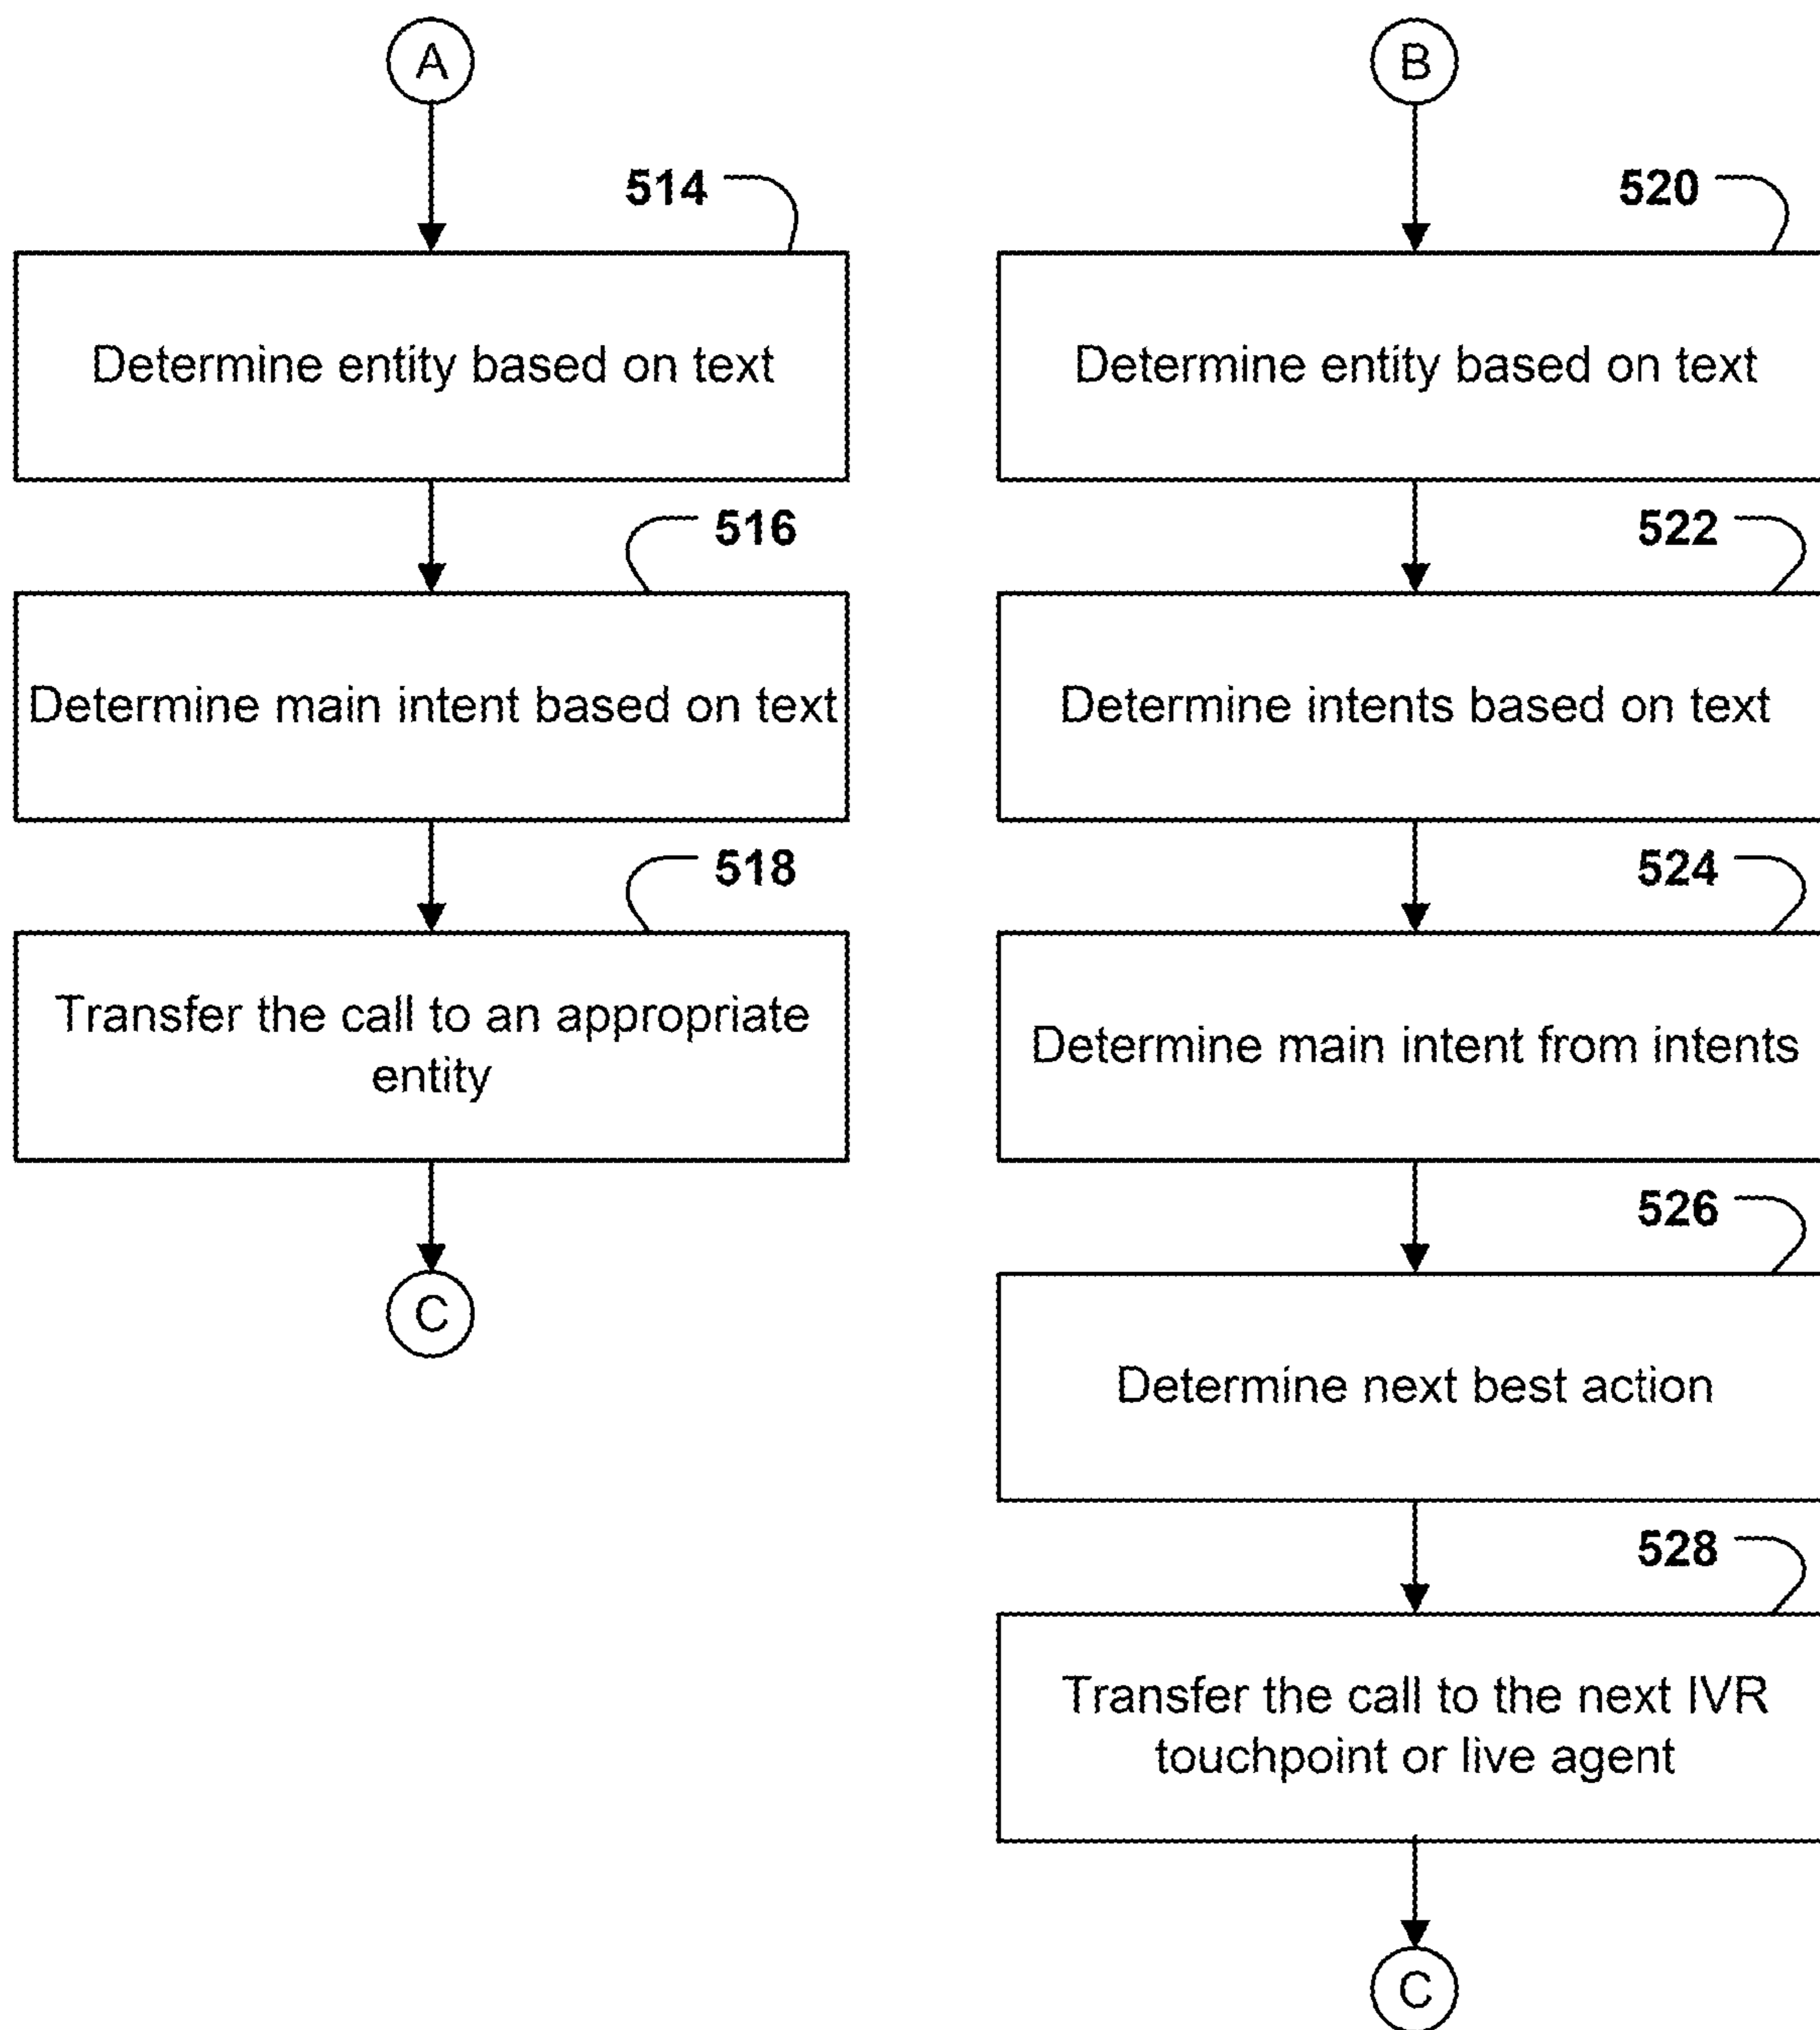 A
514
Determine entity based on text
516
Determine main intent based on text
518
Transfer the call to an appropriate
entity
C
B
520
Determine entity based on text
522
Determine intents based on text
524
Determine main intent from intents
526
Determine next best action
528
Transfer the call to the next IVR
touchpoint or live agent
C